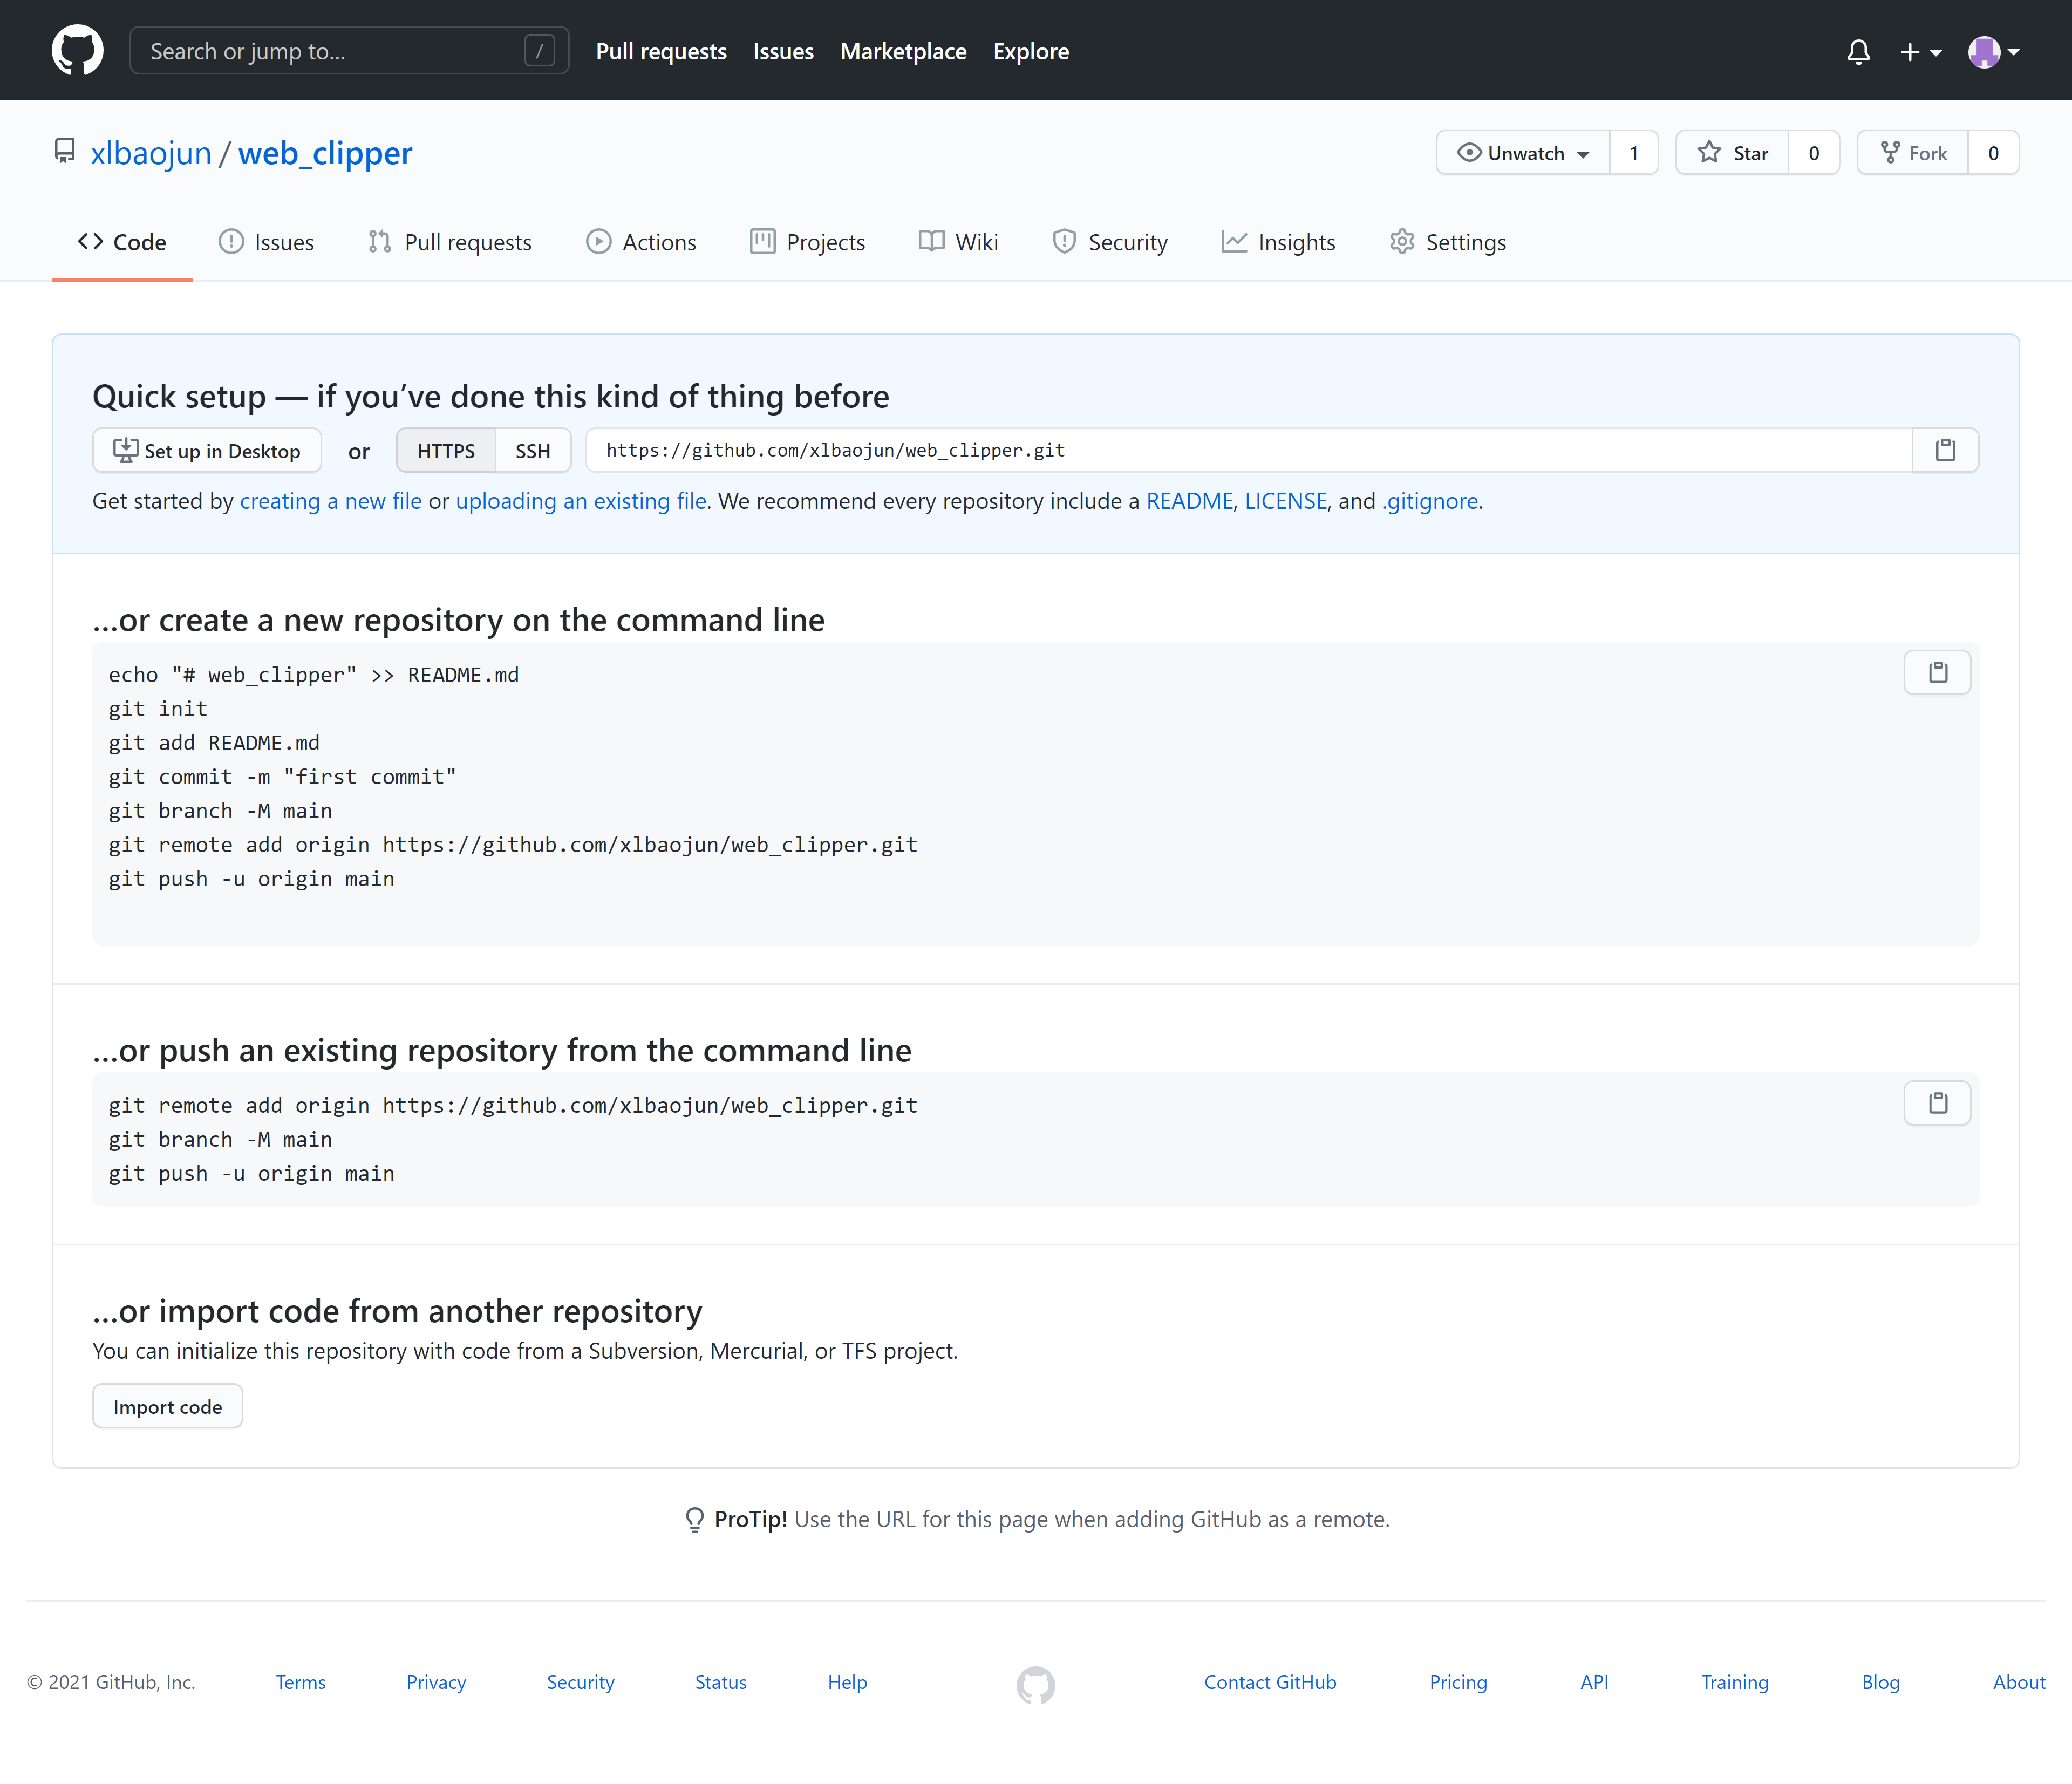 Search or jump to... /
Pull requests Issues Marketplace Explore
xlbaojun / web_clipper
Unwatch 1 Star 0 Fork 0
Code Issues Pull requests Actions Projects Wiki Security Insights Settings
Quick setup — if you’ve done this kind of thing before
Set up in Desktop or HTTPS SSH https://github.com/xlbaojun/web_clipper.git
Get started by creating a new file or uploading an existing file. We recommend every repository include a README, LICENSE, and .gitignore.
…or create a new repository on the command line
echo "# web_clipper" >> README.md
git init
git add README.md
git commit -m "first commit"
git branch -M main
git remote add origin https://github.com/xlbaojun/web_clipper.git
git push -u origin main
…or push an existing repository from the command line
git remote add origin https://github.com/xlbaojun/web_clipper.git
git branch -M main
git push -u origin main
…or import code from another repository
You can initialize this repository with code from a Subversion, Mercurial, or TFS project.
Import code
ProTip! Use the URL for this page when adding GitHub as a remote.
© 2021 GitHub, Inc. Terms Privacy Security Status Help Contact GitHub Pricing API Training Blog About